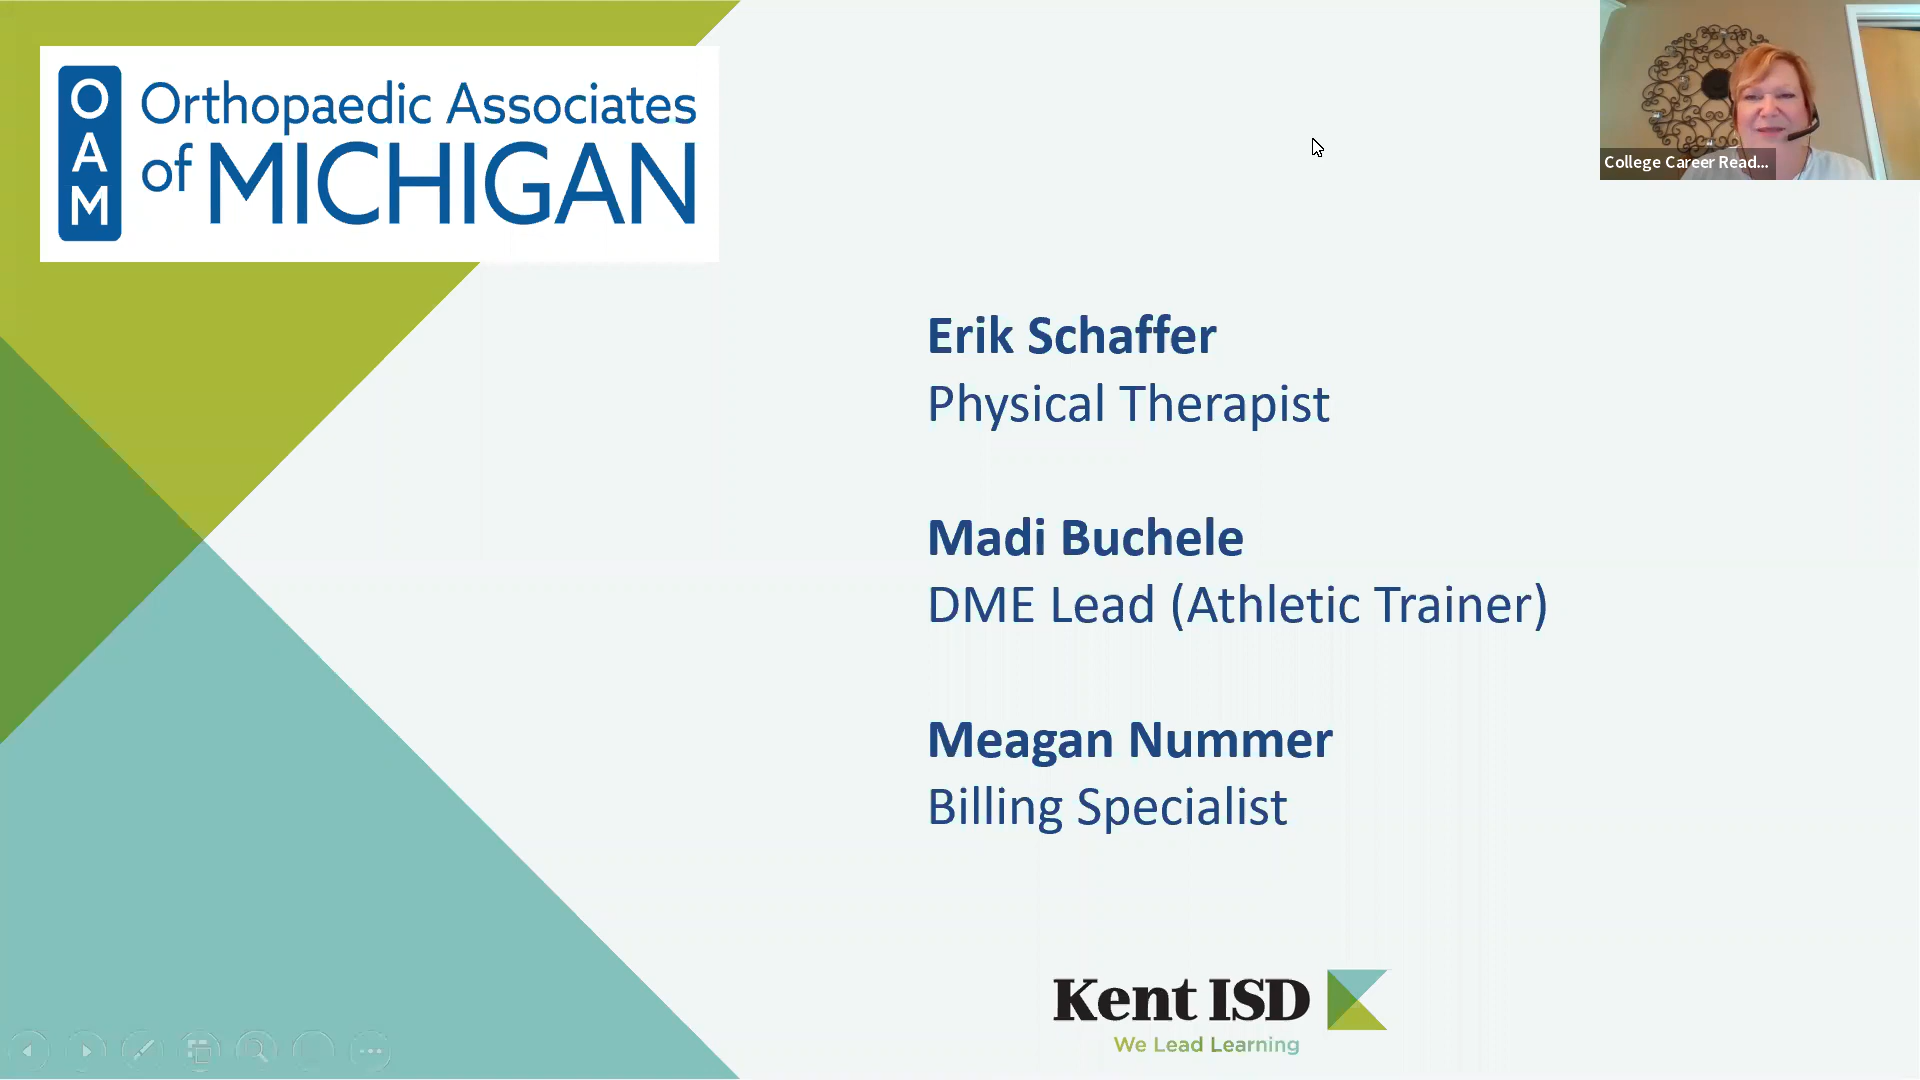 OAM
Orthopaedic Associates
of MICHIGAN
College Career Read...
Erik Schaffer
Physical Therapist
Madi Buchele
DME Lead (Athletic Trainer)
Meagan Nummer
Billing Specialist
Kent ISD
We Lead Learning